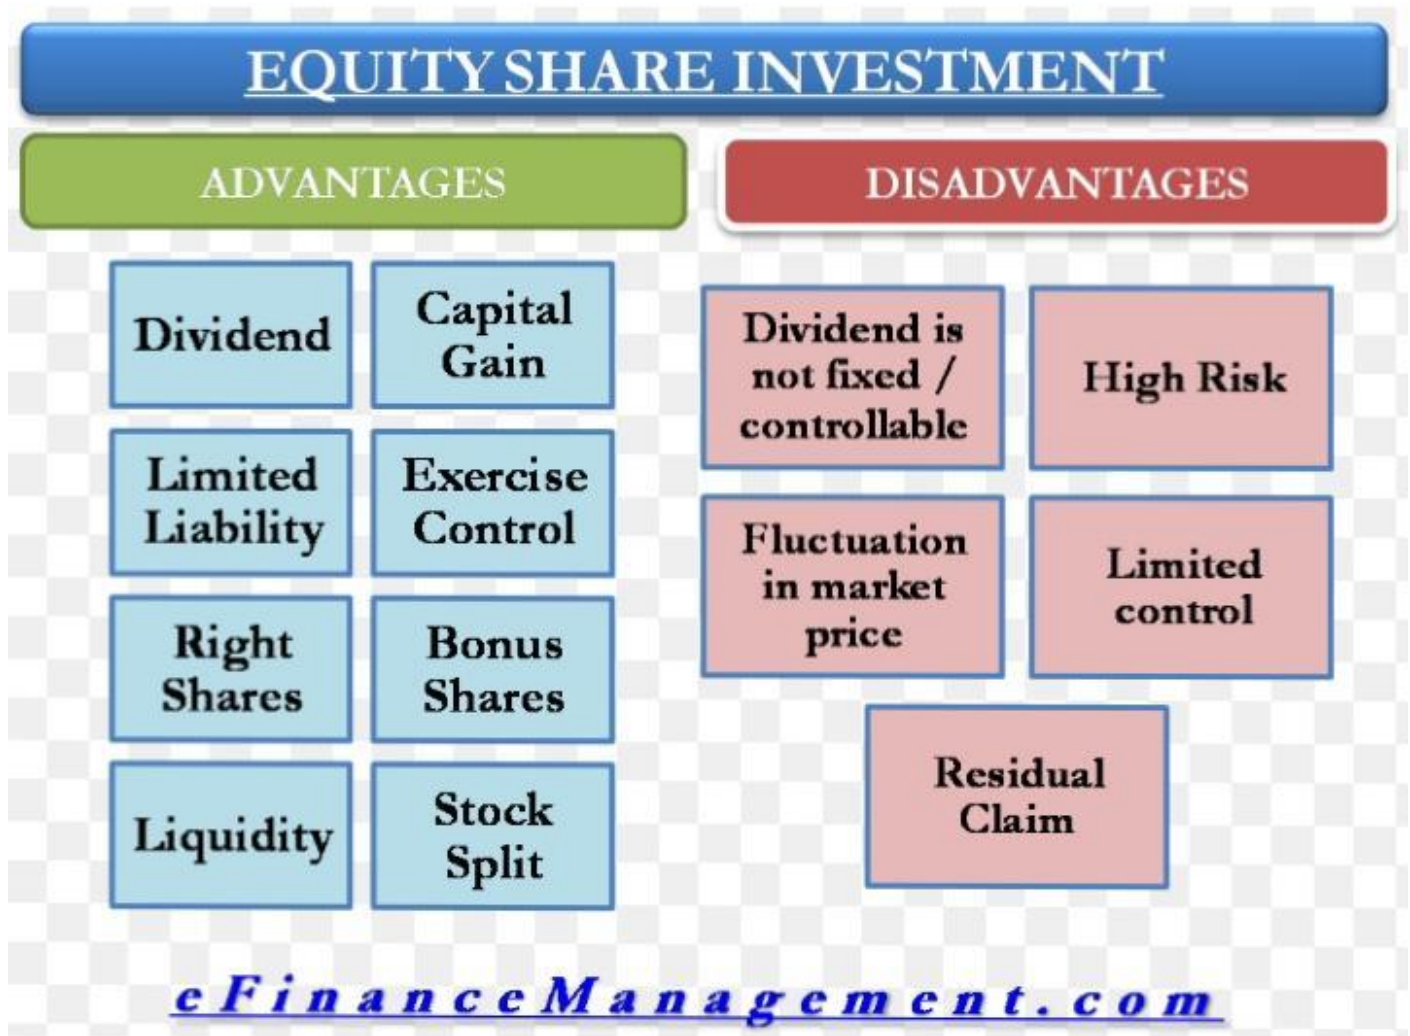 EQUITY SHARE INVESTMENT
ADVANTAGES
Dividend
Capital
Gain
Limited
Liability
Exercise
Control
Right
Shares
Bonus
Shares
Liquidity
Stock
Split
DISADVANTAGES
Dividend is
not fixed /
controllable
High Risk
Fluctuation
in market
price
Limited
control
Residual
Claim
eFinanceManagement.com